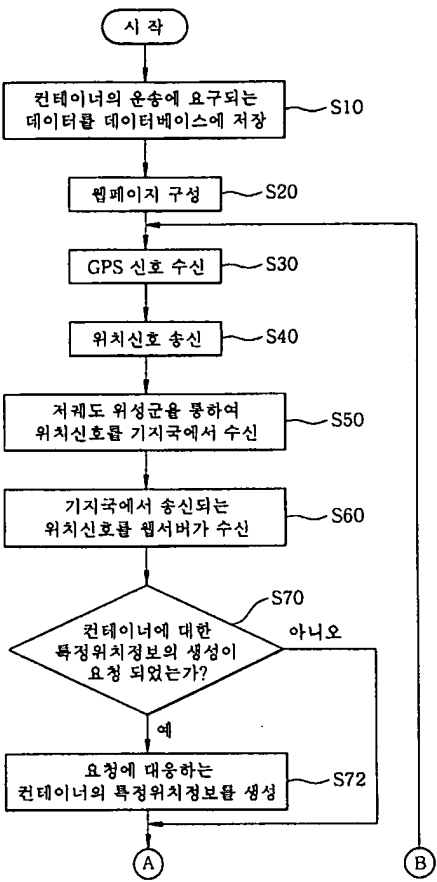 시 작
컨테이너의 운송에 요구되는
데이터를 데이터베이스에 저장
S10
웹페이지 구성
S20
GPS 신호 수신
S30
위치신호 송신
S40
저궤도 위성군을 통하여
위치신호를 기지국에서 수신
S50
기지국에서 송신되는
위치신호를 웹서버가 수신
S60
S70
컨테이너에 대한
특정위치정보의 생성이
요청 되었는가?
아니오
예
요청에 대응하는
컨테이너의 특정위치정보를 생성
S72
A
B